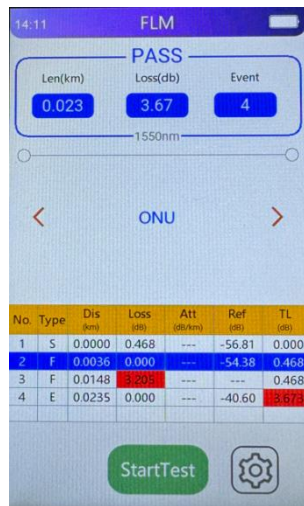 14:11 FLM
PASS
Len(km) Loss(db) Event
0.023 3.67 4
1550nm
ONU
No. Type Dis (km) Loss (dB) Att (dB/km) Ref (dB) TL (dB)
1 S 0.0000 0.468 --- -56.81 0.000
2 F 0.0036 0.000 --- -54.38 0.468
3 F 0.0148 3.205 --- --- 0.468
4 E 0.0235 0.000 --- -40.60 3.673
StartTest